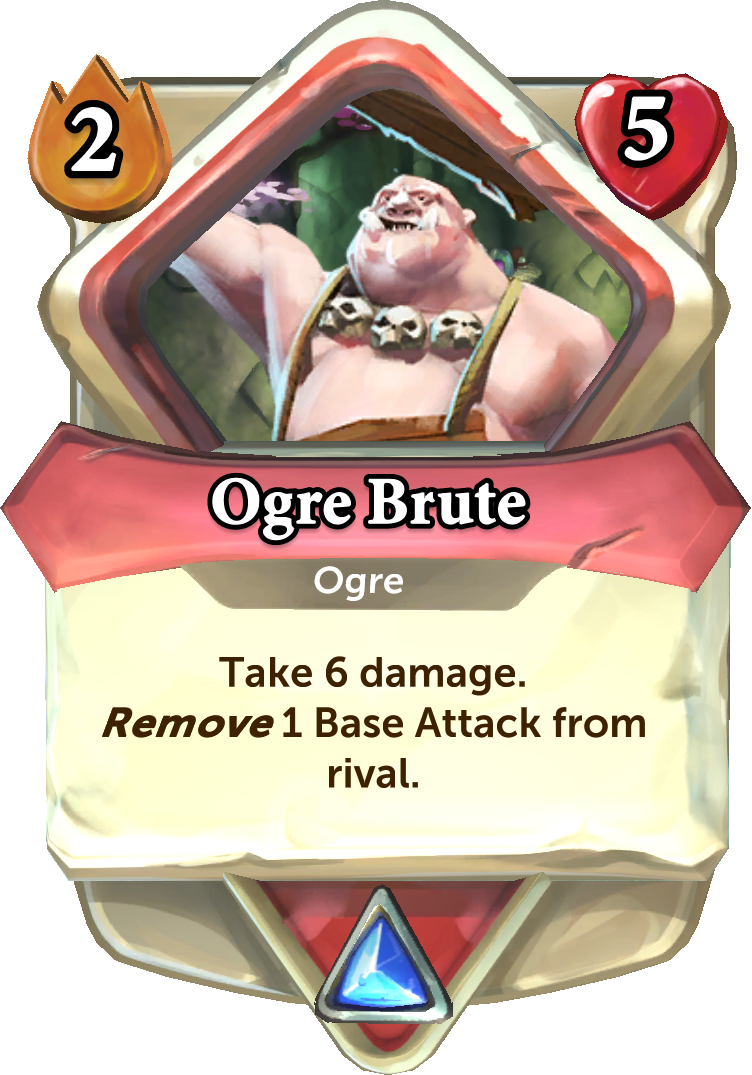 2
5
Ogre Brute
Ogre
Take 6 damage.
Remove 1 Base Attack from
rival.